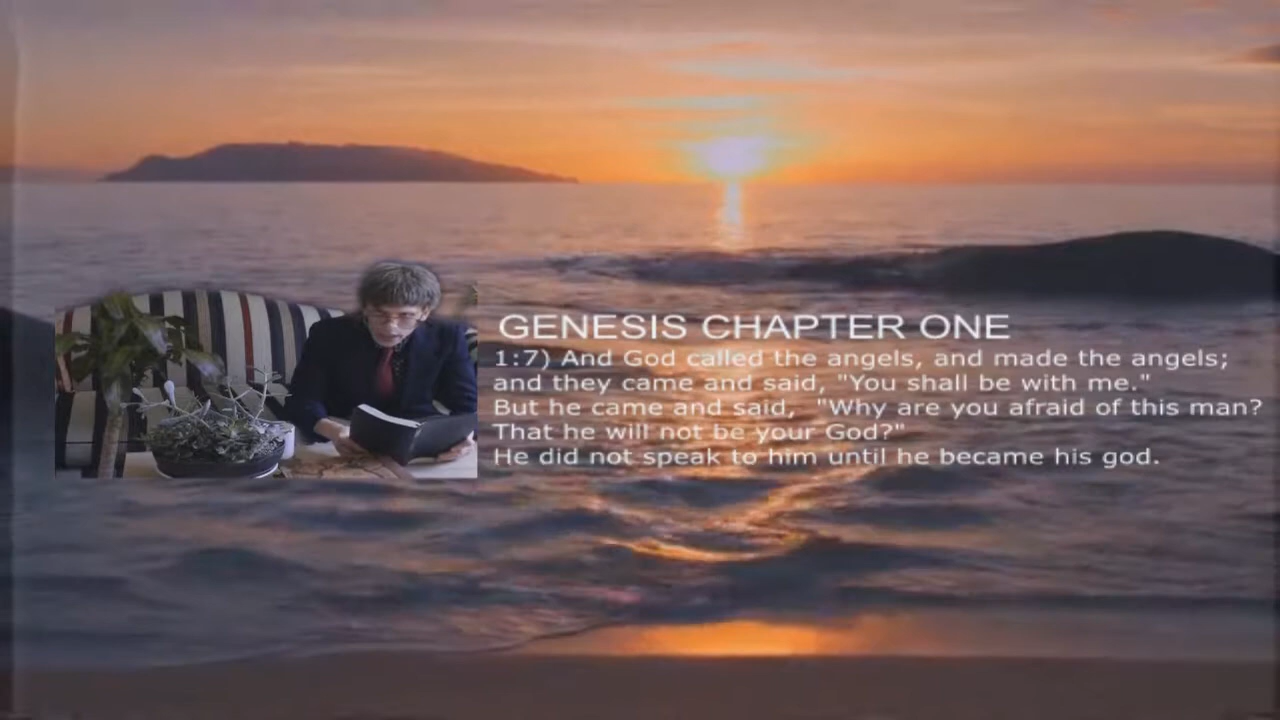 GENESIS CHAPTER ONE
1:7) And God called the angels, and made the angels;
and they came and said, "You shall be with me."
But he came and said,  "Why are you afraid of this man?
That he will not be your God?"
He did not speak to him until he became his god.